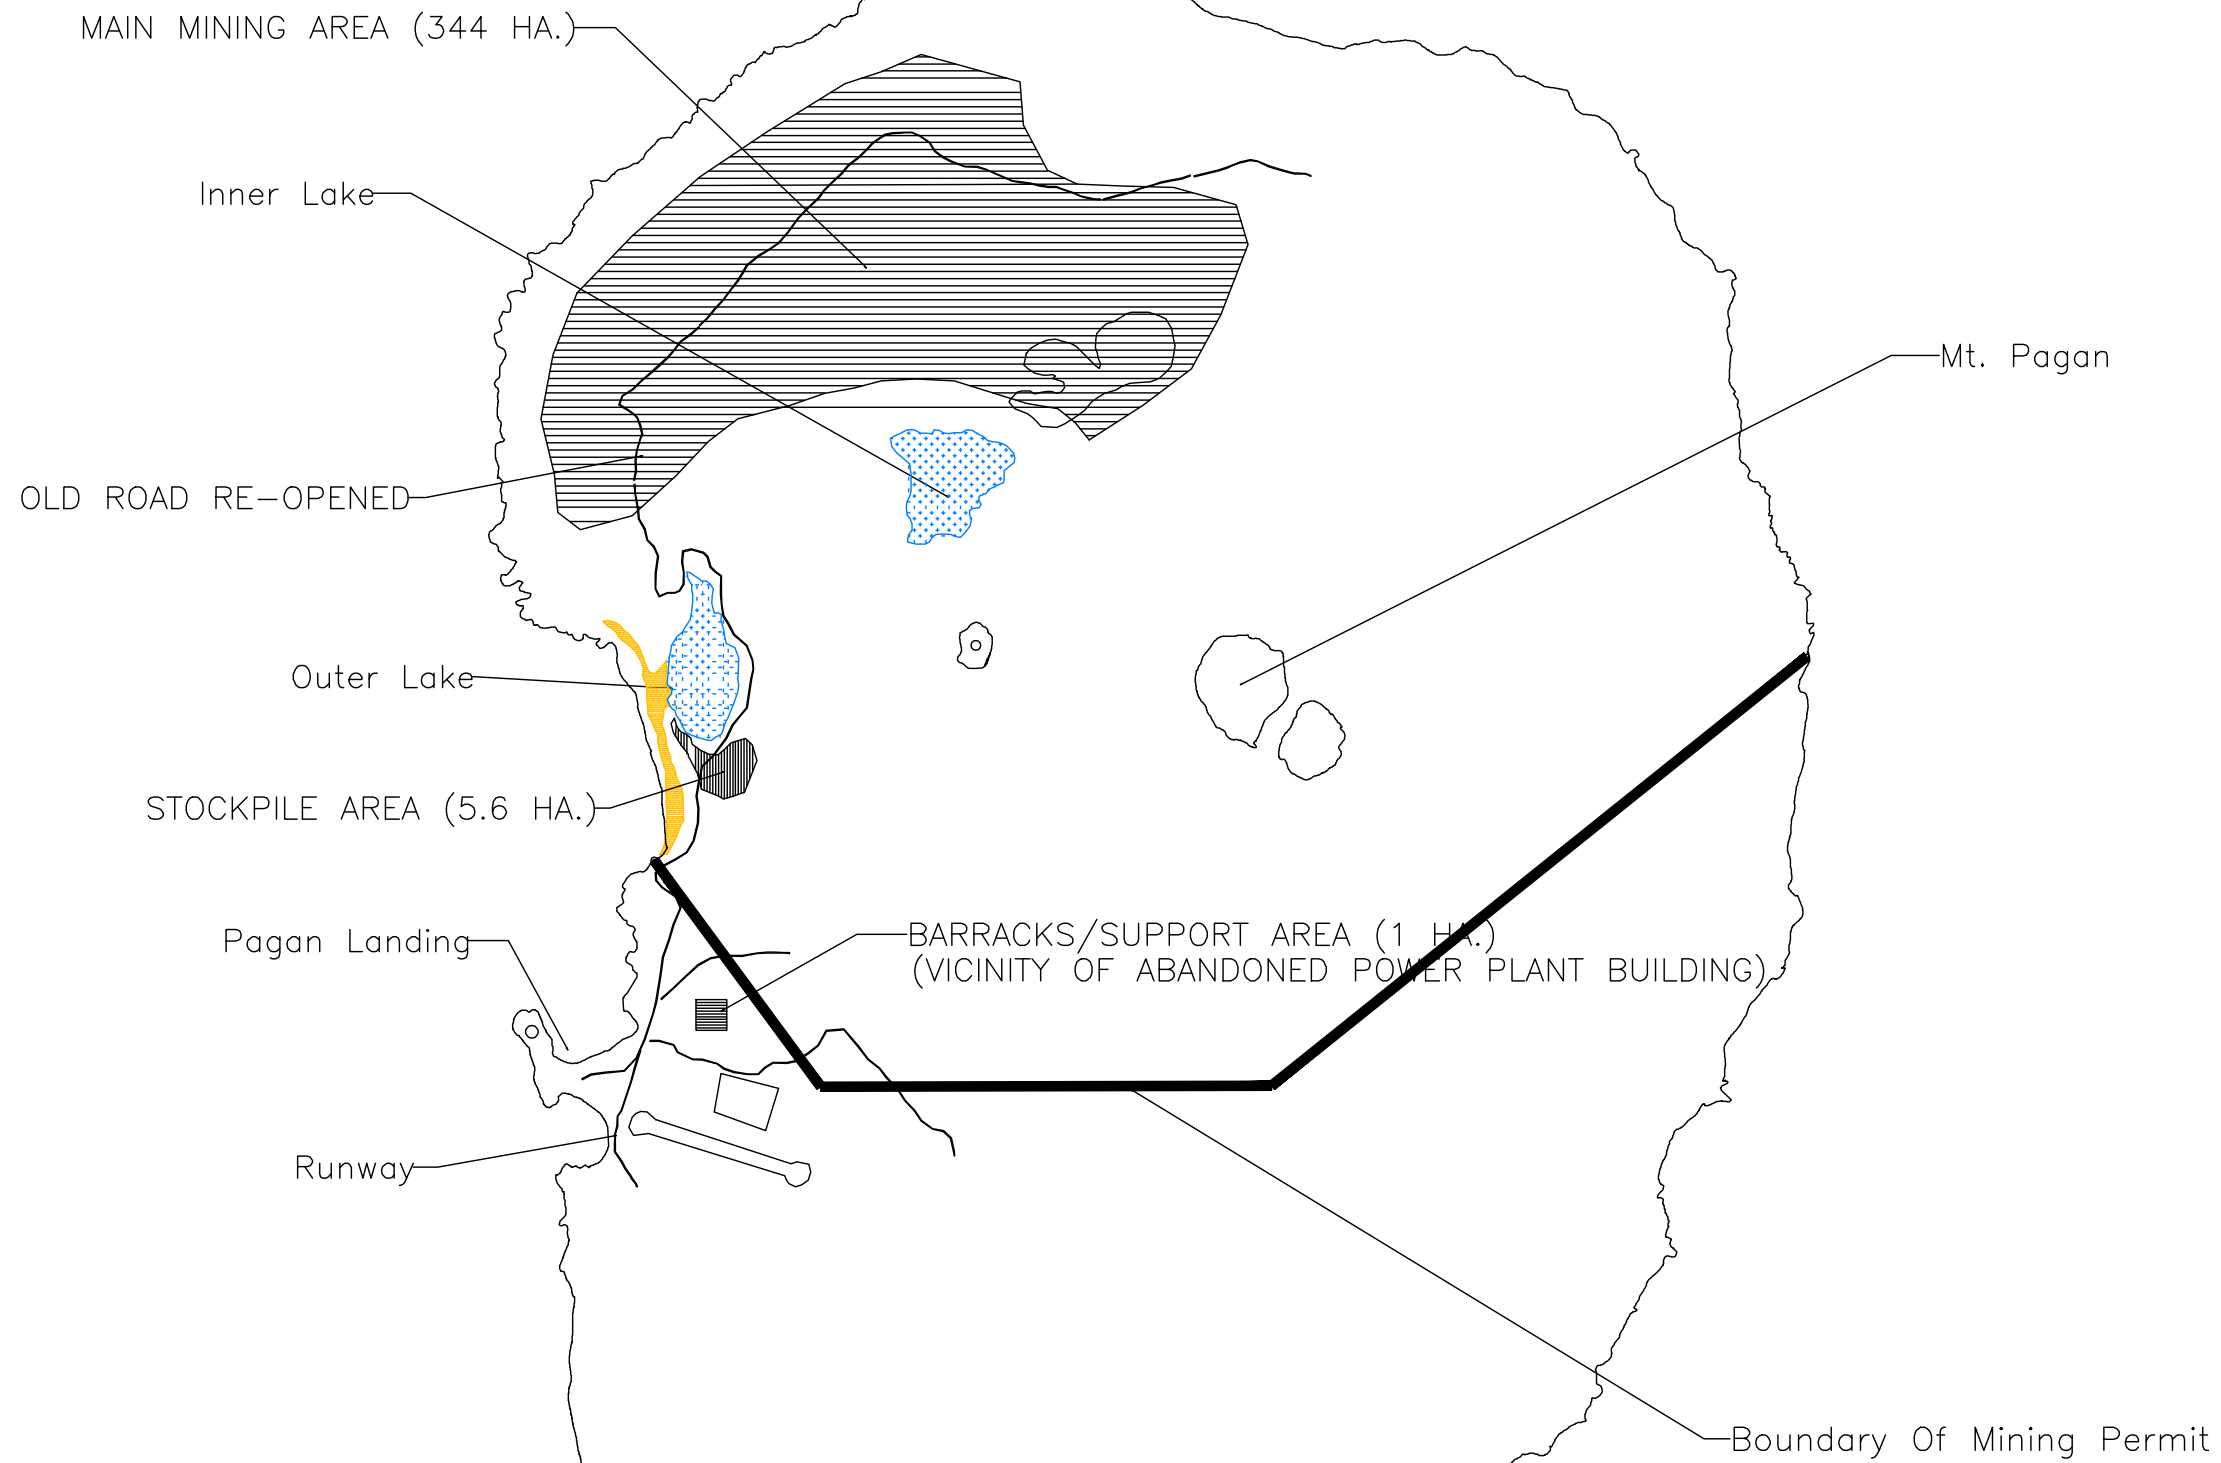 MAIN MINING AREA (344 HA.)
Inner Lake
Mt. Pagan
OLD ROAD RE-OPENED
Outer Lake
STOCKPILE AREA (5.6 HA.)
Pagan Landing
BARRACKS/SUPPORT AREA (1 HA.)
(VICINITY OF ABANDONED POWER PLANT BUILDING)
Runway
Boundary Of Mining Permit